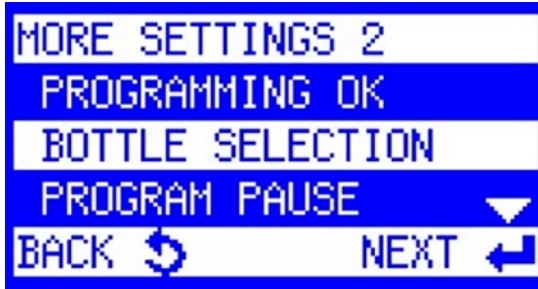 MORE SETTINGS 2
PROGRAMMING OK
BOTTLE SELECTION
PROGRAM PAUSE
BACK NEXT